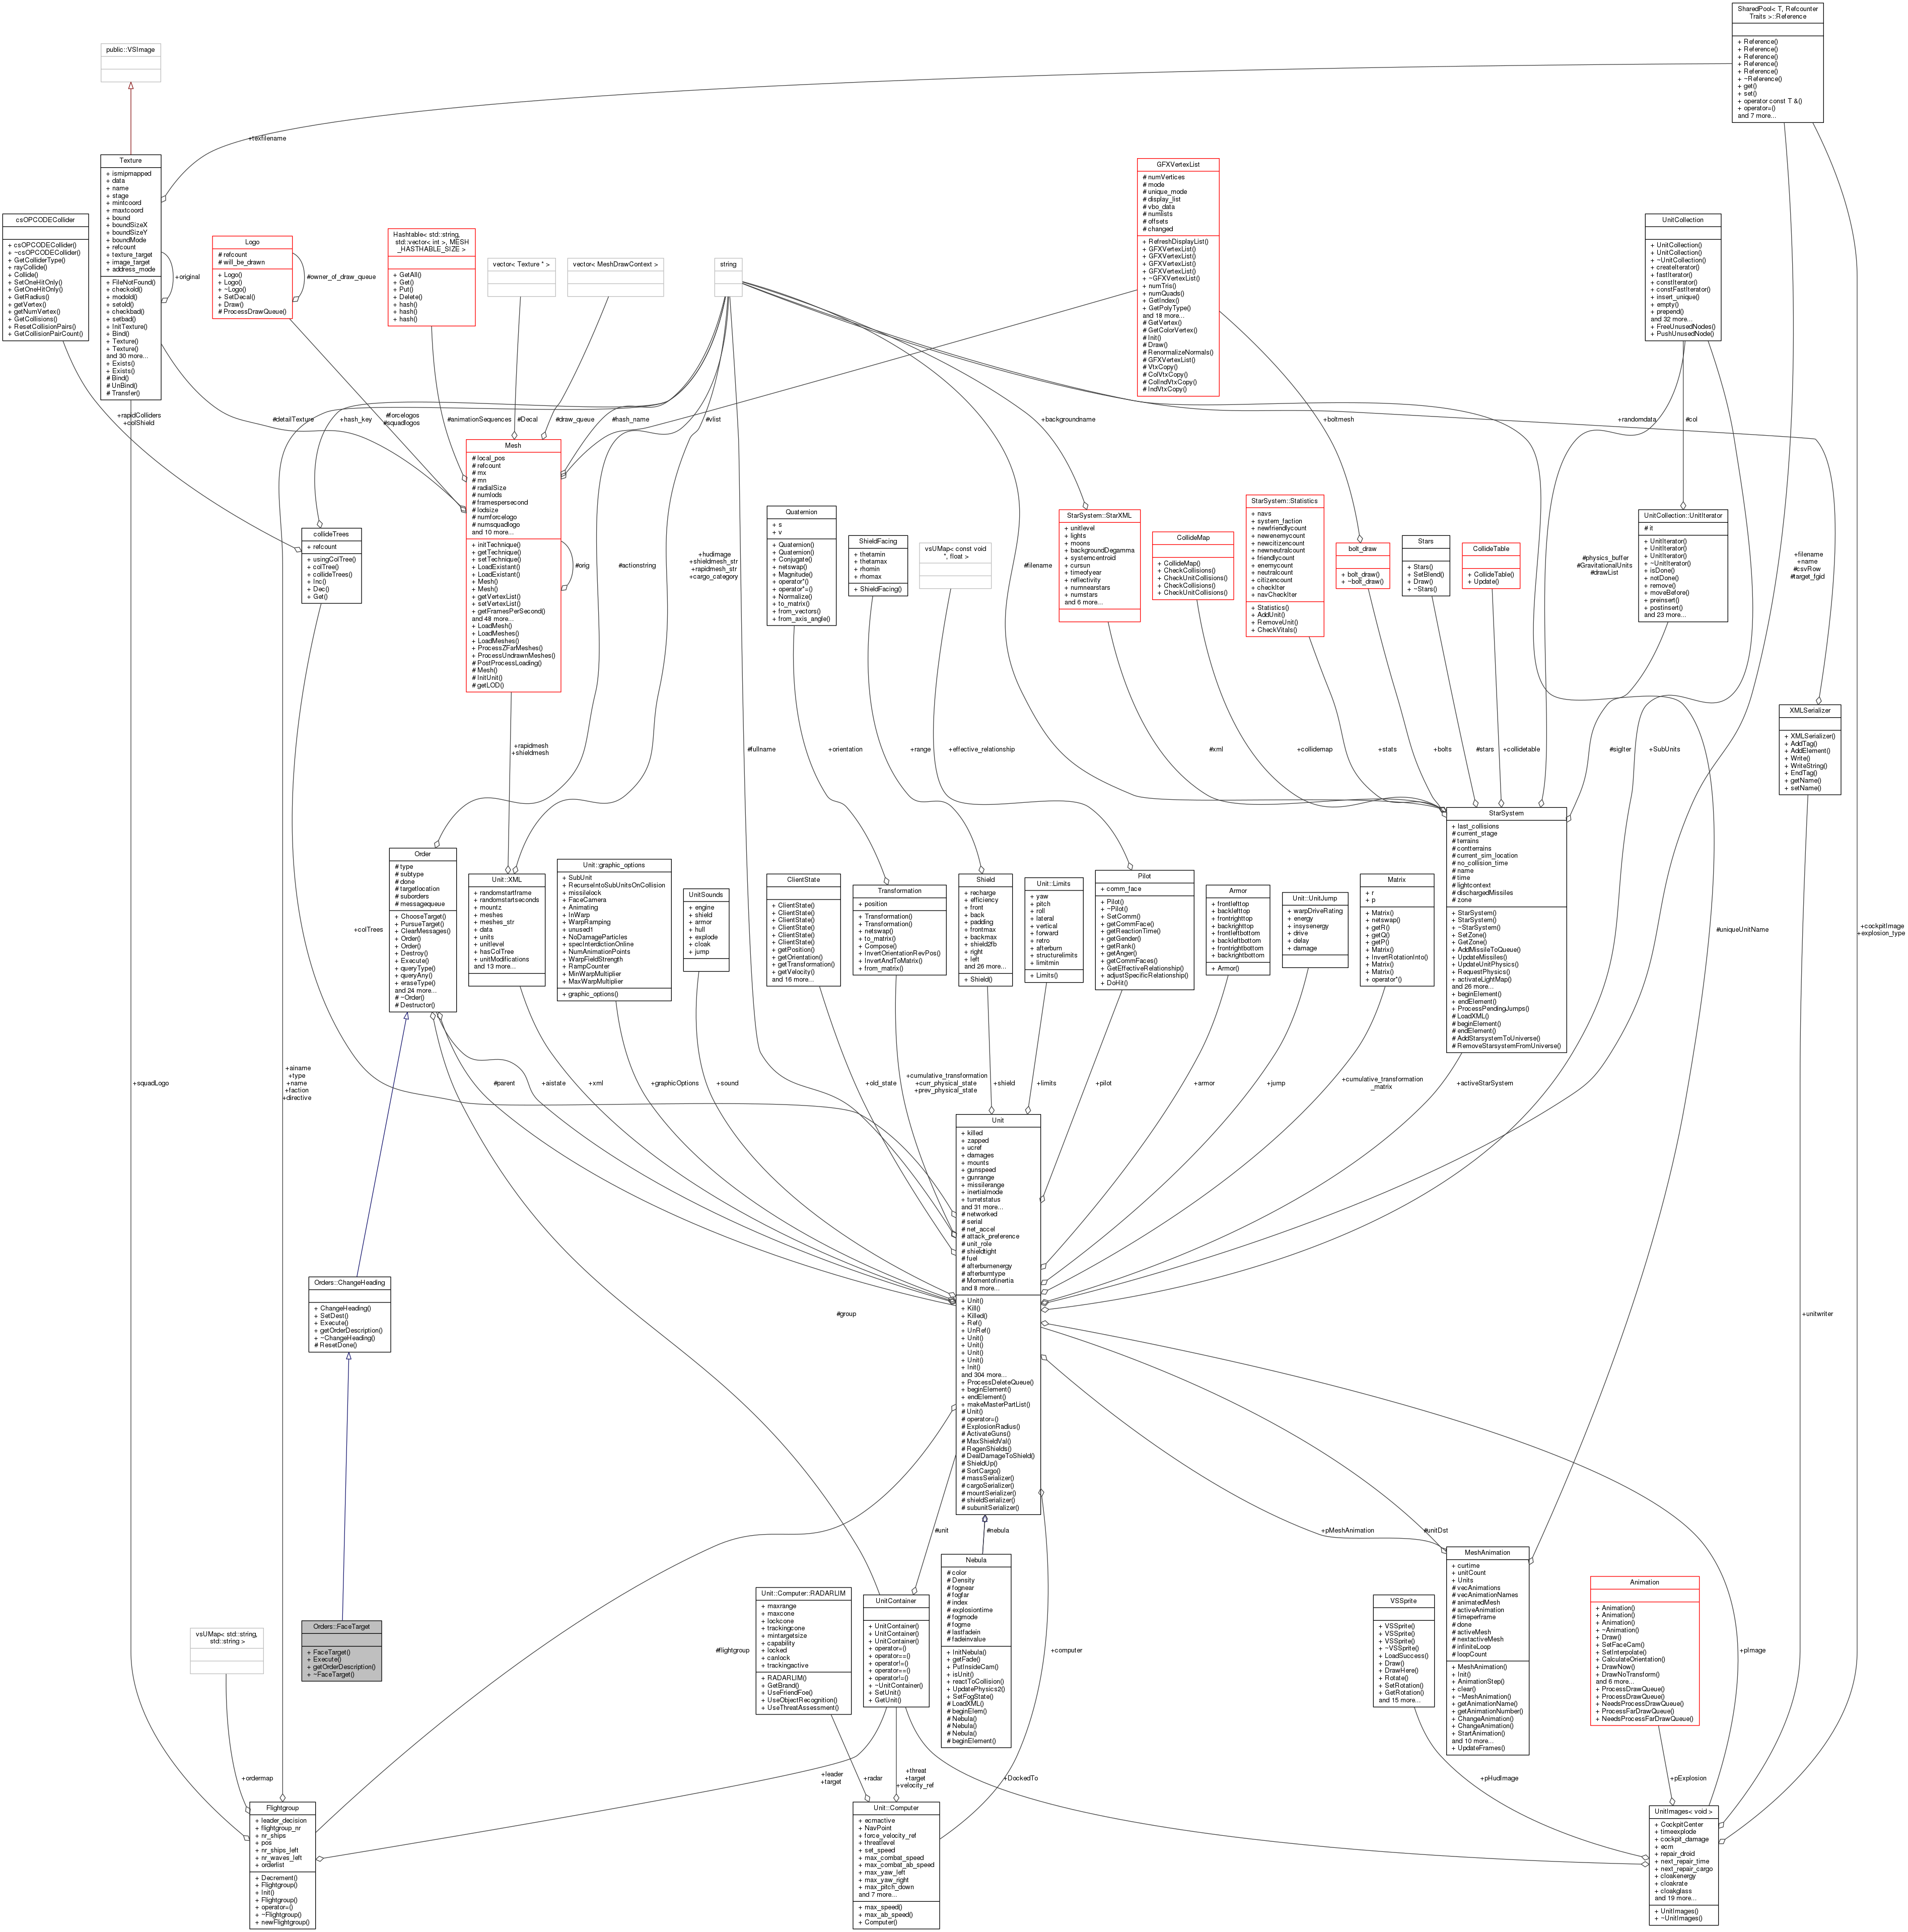 SharedPool< T, Refcounter
Traits >::Reference
+ Reference()
+ Reference()
+ Reference()
+ Reference()
+ Reference()
+ ~Reference()
+ get()
+ set()
+ operator const T &()
+ operator=()
and 7 more...
public::VSImage
+texfilename
Texture
+ ismipmapped
+ data
+ name
+ stage
+ mintcoord
+ maxtcoord
+ bound
+ boundSizeX
+ boundSizeY
+ boundMode
+ refcount
+ texture_target
+ image_target
+ address_mode
+ FileNotFound()
+ checkold()
+ modold()
+ setold()
+ checkbad()
+ setbad()
+ InitTexture()
+ Bind()
+ Texture()
+ Texture()
and 30 more...
+ Exists()
+ Exists()
# Bind()
# UnBind()
# Transfer()
+original
csOPCODECollider
+ csOPCODECollider()
+ ~csOPCODECollider()
+ GetColliderType()
+ rayCollide()
+ Collide()
+ SetOneHitOnly()
+ GetOneHitOnly()
+ GetRadius()
+ getVertex()
+ getNumVertex()
+ GetCollisions()
+ ResetCollisionPairs()
+ GetCollisionPairCount()
Logo
# refcount
# will_be_drawn
+ Logo()
+ Logo()
+ ~Logo()
+ SetDecal()
+ Draw()
# ProcessDrawQueue()
#owner_of_draw_queue
Hashtable< std::string,
std::vector< int >, MESH
_HASTHABLE_SIZE >
+ GetAll()
+ Get()
+ Put()
+ Delete()
+ hash()
+ hash()
+ hash()
vector< Texture * >
vector< MeshDrawContext >
string
GFXVertexList
# numVertices
# mode
# unique_mode
# display_list
# vbo_data
# numlists
# offsets
# changed
+ RefreshDisplayList()
+ GFXVertexList()
+ GFXVertexList()
+ GFXVertexList()
+ GFXVertexList()
+ ~GFXVertexList()
+ numTris()
+ numQuads()
+ GetIndex()
+ GetPolyType()
and 18 more...
# GetVertex()
# GetColorVertex()
# Init()
# Draw()
# RenormalizeNormals()
# GFXVertexList()
# VtxCopy()
# ColVtxCopy()
# ColIndVtxCopy()
# IndVtxCopy()
UnitCollection
+ UnitCollection()
+ UnitCollection()
+ ~UnitCollection()
+ createIterator()
+ fastIterator()
+ constIterator()
+ constFastIterator()
+ insert_unique()
+ empty()
+ prepend()
and 32 more...
+ FreeUnusedNodes()
+ PushUnusedNode()
+rapidColliders
+colShield
#detailTexture
+hash_key
#forcelogos
#squadlogos
#animationSequences
#Decal
#draw_queue
#hash_name
#vlist
+backgroundname
+boltmesh
+randomdata
#col
Mesh
# local_pos
# refcount
# mx
# mn
# radialSize
# numlods
# framespersecond
# lodsize
# numforcelogo
# numsquadlogo
and 10 more...
+ initTechnique()
+ getTechnique()
+ setTechnique()
+ LoadExistant()
+ LoadExistant()
+ Mesh()
+ getVertexList()
+ setVertexList()
+ getFramesPerSecond()
and 48 more...
+ LoadMesh()
+ LoadMeshes()
+ LoadMeshes()
+ ProcessZFarMeshes()
+ ProcessUndrawnMeshes()
# PostProcessLoading()
# Mesh()
# InitUnit()
# getLOD()
#orig
collideTrees
+ refcount
+ usingColTree()
+ colTree()
+ collideTrees()
+ Inc()
+ Dec()
+ Get()
#actionstring
+hudimage
+shieldmesh_str
+rapidmesh_str
+cargo_category
Quaternion
+ s
+ v
+ Quaternion()
+ Quaternion()
+ Conjugate()
+ netswap()
+ Magnitude()
+ operator*()
+ operator*=()
+ Normalize()
+ to_matrix()
+ from_vectors()
+ from_axis_angle()
ShieldFacing
+ thetamin
+ thetamax
+ rhomin
+ rhomax
+ ShieldFacing()
vsUMap< const void
*, float >
#filename
StarSystem::StarXML
+ unitlevel
+ lights
+ moons
+ backgroundDegamma
+ systemcentroid
+ cursun
+ timeofyear
+ reflectivity
+ numnearstars
+ numstars
and 6 more...
CollideMap
+ CollideMap()
+ CheckCollisions()
+ CheckUnitCollisions()
+ CheckCollisions()
+ CheckUnitCollisions()
StarSystem::Statistics
+ navs
+ system_faction
+ newfriendlycount
+ newenemycount
+ newcitizencount
+ newneutralcount
+ friendlycount
+ enemycount
+ neutralcount
+ citizencount
+ checkIter
+ navCheckIter
+ Statistics()
+ AddUnit()
+ RemoveUnit()
+ CheckVitals()
bolt_draw
+ bolt_draw()
+ ~bolt_draw()
Stars
+ Stars()
+ SetBlend()
+ Draw()
+ ~Stars()
CollideTable
+ CollideTable()
+ Update()
#physics_buffer
#GravitationalUnits
#drawList
UnitCollection::UnitIterator
# it
+ UnitIterator()
+ UnitIterator()
+ UnitIterator()
+ ~UnitIterator()
+ isDone()
+ notDone()
+ remove()
+ moveBefore()
+ preinsert()
+ postinsert()
and 23 more...
+filename
+name
#csvRow
#target_fgid
XMLSerializer
+ XMLSerializer()
+ AddTag()
+ AddElement()
+ Write()
+ WriteString()
+ EndTag()
+ getName()
+ setName()
+rapidmesh
+shieldmesh
#fullname
+orientation
+range
+effective_relationship
#xml
+collidemap
+stats
+bolts
#stars
+collidetable
#sigIter
+SubUnits
Order
# type
# subtype
# done
# targetlocation
# suborders
# messagequeue
+ ChooseTarget()
+ PursueTarget()
+ ClearMessages()
+ Order()
+ Order()
+ Destroy()
+ Execute()
+ queryType()
+ queryAny()
+ eraseType()
and 24 more...
# ~Order()
# Destructor()
Unit::XML
+ randomstartframe
+ randomstartseconds
+ mountz
+ meshes
+ meshes_str
+ data
+ units
+ unitlevel
+ hasColTree
+ unitModifications
and 13 more...
Unit::graphic_options
+ SubUnit
+ RecurseIntoSubUnitsOnCollision
+ missilelock
+ FaceCamera
+ Animating
+ InWarp
+ WarpRamping
+ unused1
+ NoDamageParticles
+ specInterdictionOnline
+ NumAnimationPoints
+ WarpFieldStrength
+ RampCounter
+ MinWarpMultiplier
+ MaxWarpMultiplier
+ graphic_options()
UnitSounds
+ engine
+ shield
+ armor
+ hull
+ explode
+ cloak
+ jump
ClientState
+ ClientState()
+ ClientState()
+ ClientState()
+ ClientState()
+ ClientState()
+ ClientState()
+ getPosition()
+ getOrientation()
+ getTransformation()
+ getVelocity()
and 16 more...
Transformation
+ position
+ Transformation()
+ Transformation()
+ netswap()
+ to_matrix()
+ Compose()
+ InvertOrientationRevPos()
+ InvertAndToMatrix()
+ from_matrix()
Shield
+ recharge
+ efficiency
+ front
+ back
+ padding
+ frontmax
+ backmax
+ shield2fb
+ right
+ left
and 26 more...
+ Shield()
Unit::Limits
+ yaw
+ pitch
+ roll
+ lateral
+ vertical
+ forward
+ retro
+ afterburn
+ structurelimits
+ limitmin
+ Limits()
Pilot
+ comm_face
+ Pilot()
+ ~Pilot()
+ SetComm()
+ getCommFace()
+ getReactionTime()
+ getGender()
+ getRank()
+ getAnger()
+ getCommFaces()
+ GetEffectiveRelationship()
+ adjustSpecificRelationship()
+ DoHit()
Armor
+ frontlefttop
+ backlefttop
+ frontrighttop
+ backrighttop
+ frontleftbottom
+ backleftbottom
+ frontrightbottom
+ backrightbottom
+ Armor()
Unit::UnitJump
+ warpDriveRating
+ energy
+ insysenergy
+ drive
+ delay
+ damage
Matrix
+ r
+ p
+ Matrix()
+ netswap()
+ getR()
+ getQ()
+ getP()
+ Matrix()
+ InvertRotationInto()
+ Matrix()
+ Matrix()
+ operator*()
StarSystem
+ last_collisions
# current_stage
# terrains
# contterrains
# current_sim_location
# no_collision_time
# name
# time
# lightcontext
# dischargedMissiles
# zone
+ StarSystem()
+ StarSystem()
+ ~StarSystem()
+ SetZone()
+ GetZone()
+ AddMissileToQueue()
+ UpdateMissiles()
+ UpdateUnitPhysics()
+ RequestPhysics()
+ activateLightMap()
and 26 more...
+ beginElement()
+ endElement()
+ ProcessPendingJumps()
# LoadXML()
# beginElement()
# endElement()
# AddStarsystemToUniverse()
# RemoveStarsystemFromUniverse()
+colTrees
#uniqueUnitName
+cockpitImage
+explosion_type
+squadLogo
+ainame
+type
+name
+faction
+directive
#parent
+aistate
+xml
+graphicOptions
+sound
+old_state
+cumulative_transformation
+curr_physical_state
+prev_physical_state
+shield
+limits
+pilot
+armor
+jump
+cumulative_transformation
_matrix
+activeStarSystem
Unit
+ killed
+ zapped
+ ucref
+ damages
+ mounts
+ gunspeed
+ gunrange
+ missilerange
+ inertialmode
+ turretstatus
and 31 more...
# networked
# serial
# net_accel
# attack_preference
# unit_role
# shieldtight
# fuel
# afterburnenergy
# afterburntype
# Momentofinertia
and 8 more...
+ Unit()
+ Kill()
+ Killed()
+ Ref()
+ UnRef()
+ Unit()
+ Unit()
+ Unit()
+ Unit()
+ Init()
and 304 more...
+ ProcessDeleteQueue()
+ beginElement()
+ endElement()
+ makeMasterPartList()
# Unit()
# operator=()
# ExplosionRadius()
# ActivateGuns()
# MaxShieldVal()
# RegenShields()
# DealDamageToShield()
# ShieldUp()
# SortCargo()
# massSerializer()
# cargoSerializer()
# mountSerializer()
# shieldSerializer()
# subunitSerializer()
Orders::ChangeHeading
+ ChangeHeading()
+ SetDest()
+ Execute()
+ getOrderDescription()
+ ~ChangeHeading()
# ResetDone()
#group
+unitwriter
#unit
#nebula
+pMeshAnimation
#unitDst
Orders::FaceTarget
+ FaceTarget()
+ Execute()
+ getOrderDescription()
+ ~FaceTarget()
vsUMap< std::string,
std::string >
#flightgroup
Unit::Computer::RADARLIM
+ maxrange
+ maxcone
+ lockcone
+ trackingcone
+ mintargetsize
+ capability
+ locked
+ canlock
+ trackingactive
+ RADARLIM()
+ GetBrand()
+ UseFriendFoe()
+ UseObjectRecognition()
+ UseThreatAssessment()
UnitContainer
+ UnitContainer()
+ UnitContainer()
+ UnitContainer()
+ operator=()
+ operator==()
+ operator!=()
+ operator==()
+ operator!=()
+ ~UnitContainer()
+ SetUnit()
+ GetUnit()
Nebula
# color
# Density
# fognear
# fogfar
# index
# explosiontime
# fogmode
# fogme
# lastfadein
# fadeinvalue
+ InitNebula()
+ getFade()
+ PutInsideCam()
+ isUnit()
+ reactToCollision()
+ UpdatePhysics2()
+ SetFogState()
# LoadXML()
# beginElem()
# Nebula()
# Nebula()
# Nebula()
# beginElement()
+computer
VSSprite
+ VSSprite()
+ VSSprite()
+ VSSprite()
+ ~VSSprite()
+ LoadSuccess()
+ Draw()
+ DrawHere()
+ Rotate()
+ SetRotation()
+ GetRotation()
and 15 more...
MeshAnimation
+ curtime
+ unitCount
+ Units
# vecAnimations
# vecAnimationNames
# animatedMesh
# activeAnimation
# timeperframe
# done
# activeMesh
# nextactiveMesh
# infiniteLoop
# loopCount
+ MeshAnimation()
+ Init()
+ AnimationStep()
+ clear()
+ ~MeshAnimation()
+ getAnimationName()
+ getAnimationNumber()
+ ChangeAnimation()
+ ChangeAnimation()
+ StartAnimation()
and 10 more...
+ UpdateFrames()
Animation
+ Animation()
+ Animation()
+ Animation()
+ ~Animation()
+ Draw()
+ SetFaceCam()
+ SetInterpolate()
+ CalculateOrientation()
+ DrawNow()
+ DrawNoTransform()
and 6 more...
+ ProcessDrawQueue()
+ ProcessDrawQueue()
+ NeedsProcessDrawQueue()
+ ProcessFarDrawQueue()
+ NeedsProcessFarDrawQueue()
+pImage
+ordermap
+leader
+target
+radar
+threat
+target
+velocity_ref
+DockedTo
+pHudImage
+pExplosion
Flightgroup
+ leader_decision
+ flightgroup_nr
+ nr_ships
+ pos
+ nr_ships_left
+ nr_waves_left
+ orderlist
+ Decrement()
+ Flightgroup()
+ Init()
+ Flightgroup()
+ operator=()
+ ~Flightgroup()
+ newFlightgroup()
Unit::Computer
+ ecmactive
+ NavPoint
+ force_velocity_ref
+ threatlevel
+ set_speed
+ max_combat_speed
+ max_combat_ab_speed
+ max_yaw_left
+ max_yaw_right
+ max_pitch_down
and 7 more...
+ max_speed()
+ max_ab_speed()
+ Computer()
UnitImages< void >
+ CockpitCenter
+ timeexplode
+ cockpit_damage
+ ecm
+ repair_droid
+ next_repair_time
+ next_repair_cargo
+ cloakenergy
+ cloakrate
+ cloakglass
and 19 more...
+ UnitImages()
+ ~UnitImages()